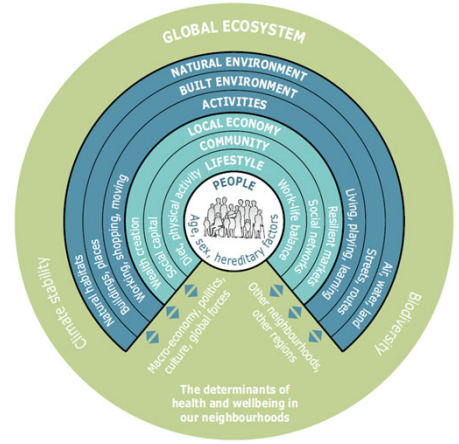 GLOBAL ECOSYSTEM
NATURAL ENVIRONMENT
BUILT ENVIRONMENT
ACTIVITIES
LOCAL ECONOMY
COMMUNITY
LIFESTYLE
PEOPLE
Age, sex, hereditary factors
Diet, physical activity
Work-life balance
Social capital
Social networks
Wealth creation
Resilient markets
Working, shopping, moving
Living, playing, learning
Buildings, places
Streets, routes
Natural habitats
Air, water, land
Climate stability
Biodiversity
Macro-economy, politics,
culture, global forces
Other neighbourhoods,
other regions
The determinants of
health and wellbeing in
our neighbourhoods